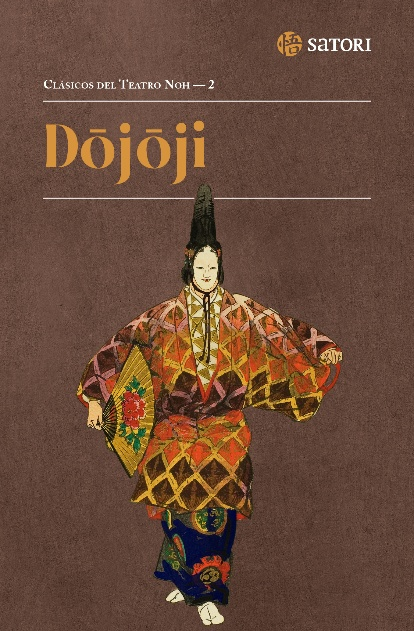 悟 SATORI
Clásicos del Teatro Noh — 2
Dōjōji